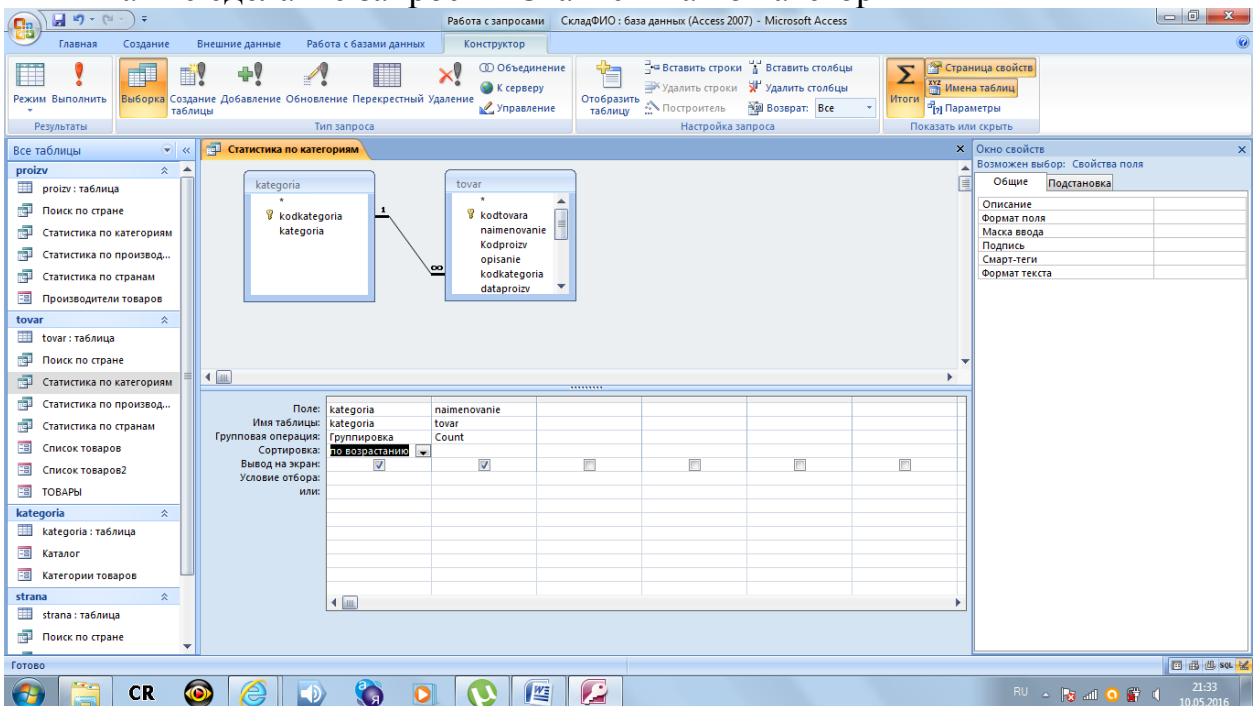 Работа с запросами СкладФИО : база данных (Access 2007) - Microsoft Access
Главная Создание Внешние данные Работа с базами данных Конструктор
Режим Выполнить
Результаты
Выборка Создание таблицы Добавление Обновление Перекрестный Удаление
Объединение
К серверу
Управление
Тип запроса
Отобразить таблицу
Вставить строки Вставить столбцы
Удалить строки Удалить столбцы
Построитель Возврат: Все
Настройка запроса
Итоги
Страница свойств
Имена таблиц
Параметры
Показать или скрыть
Все таблицы
proizv
proizv : таблица
Поиск по стране
Статистика по категориям
Статистика по производ...
Статистика по странам
Производители товаров
tovar
tovar : таблица
Поиск по стране
Статистика по категориям
Статистика по производ...
Статистика по странам
Список товаров
Список товаров2
ТОВАРЫ
kategoria
kategoria : таблица
Каталог
Категории товаров
strana
strana : таблица
Поиск по стране
Статистика по категориям
kategoria
*
kodkategoria
kategoria
1
∞
tovar
*
kodtovara
naimenovanie
Kodproizv
opisanie
kodkategoria
dataproizv
Поле: kategoria naimenovanie
Имя таблицы: kategoria tovar
Групповая операция: Группировка Count
Сортировка: по возрастанию
Вывод на экран:
Условие отбора:
или:
Окно свойств
Возможен выбор: Свойства поля
Общие Подстановка
Описание
Формат поля
Маска ввода
Подпись
Смарт-теги
Формат текста
Готово
SQL
CR
RU
21:33
10.05.2016